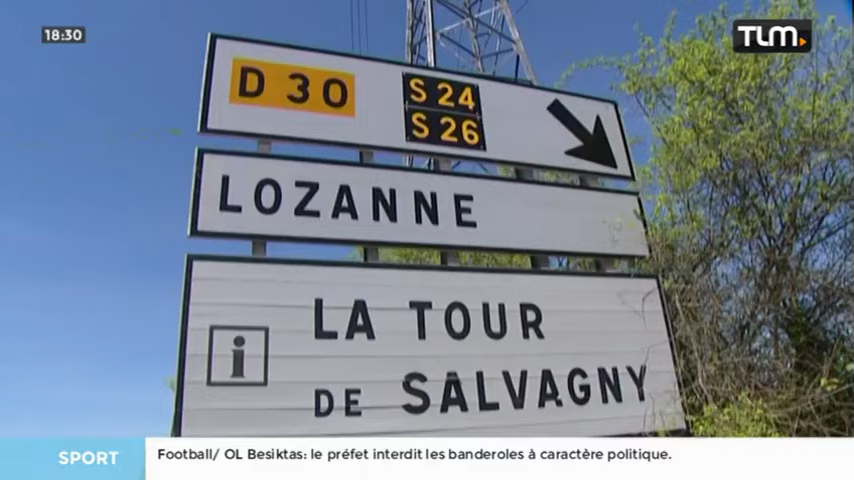 18:30
TLM
D 30
S 24
S 26
LOZANNE
i
LA TOUR
DE SALVAGNY
SPORT
Football/ OL Besiktas: le préfet interdit les banderoles à caractère politique.